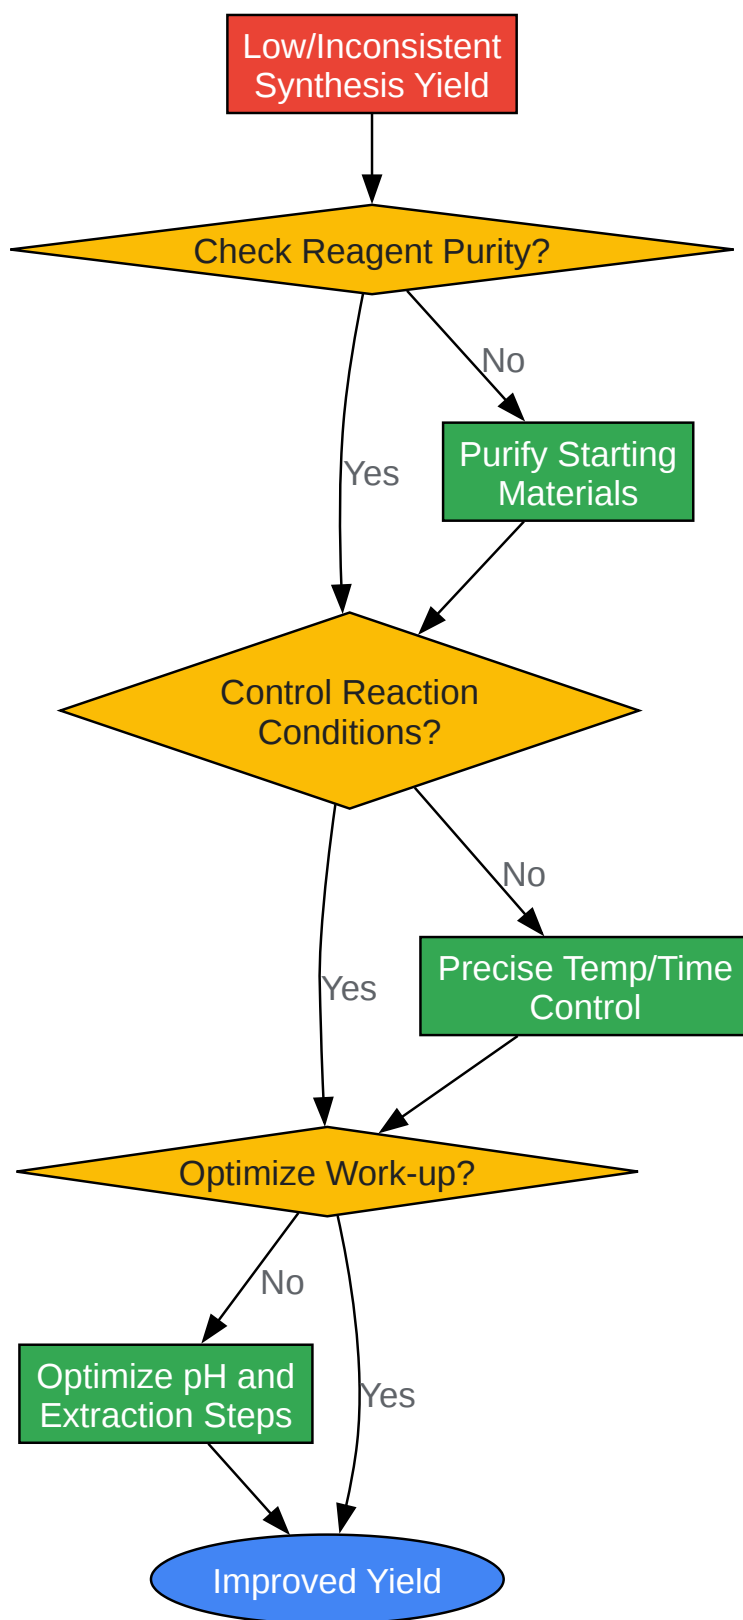 Low/Inconsistent
Synthesis Yield
Check Reagent Purity?
No
Yes
Purify Starting
Materials
Control Reaction
Conditions?
No
Yes
Precise Temp/Time
Control
Optimize Work-up?
No
Yes
Optimize pH and
Extraction Steps
Improved Yield